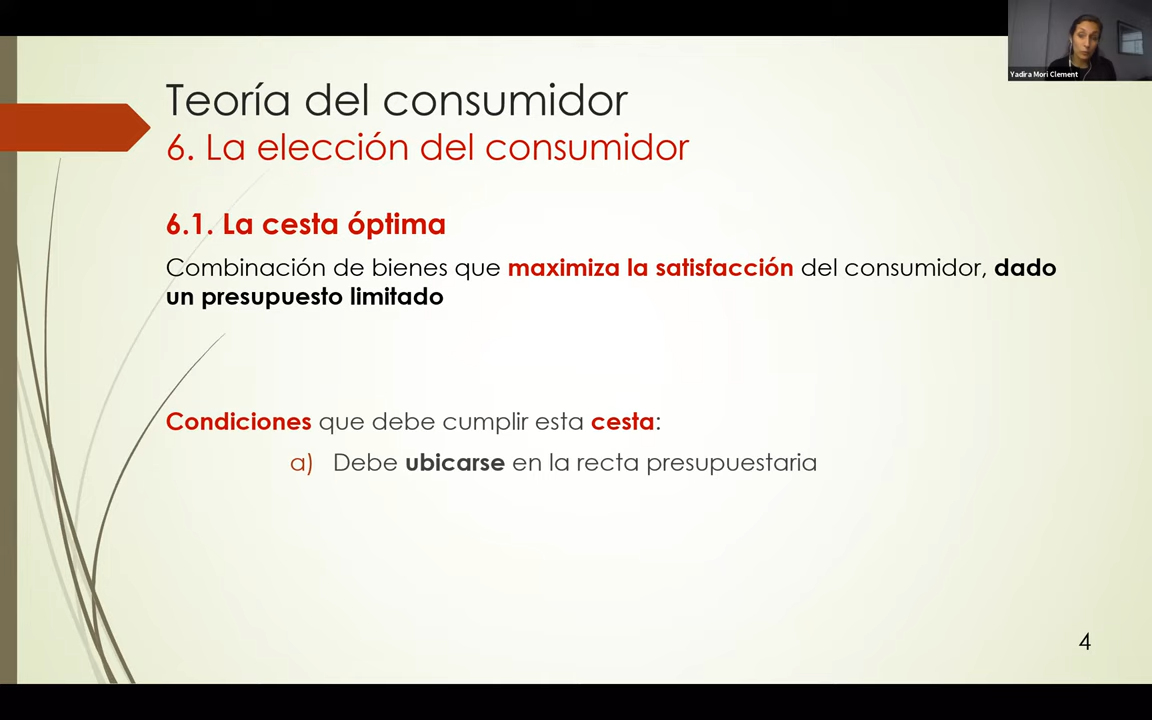 Yadira Mori Clement
Teoría del consumidor
6. La elección del consumidor
6.1. La cesta óptima
Combinación de bienes que maximiza la satisfacción del consumidor, dado
un presupuesto limitado
Condiciones que debe cumplir esta cesta:
a) Debe ubicarse en la recta presupuestaria
4